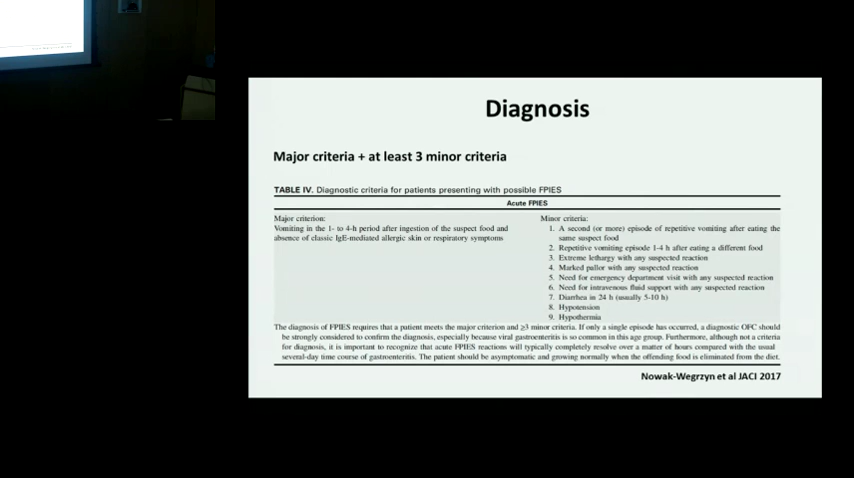 Diagnosis
Major criteria + at least 3 minor criteria
TABLE IV. Diagnostic criteria for patients presenting with possible FPIES
Acute FPIES
Major criterion:
Vomiting in the 1- to 4-h period after ingestion of the suspect food and
absence of classic IgE-mediated allergic skin or respiratory symptoms
Minor criteria:
1. A second (or more) episode of repetitive vomiting after eating the
same suspect food
2. Repetitive vomiting episode 1-4 h after eating a different food
3. Extreme lethargy with any suspected reaction
4. Marked pallor with any suspected reaction
5. Need for emergency department visit with any suspected reaction
6. Need for intravenous fluid support with any suspected reaction
7. Diarrhea in 24 h (usually 5-10 h)
8. Hypotension
9. Hypothermia
The diagnosis of FPIES requires that a patient meets the major criterion and ≥3 minor criteria. If only a single episode has occurred, a diagnostic OFC should
be strongly considered to confirm the diagnosis, especially because viral gastroenteritis is so common in this age group. Furthermore, although not a criteria
for diagnosis, it is important to recognize that acute FPIES reactions will typically completely resolve over a matter of hours compared with the usual
several-day time course of gastroenteritis. The patient should be asymptomatic and growing normally when the offending food is eliminated from the diet.
Nowak-Wegrzyn et al JACI 2017